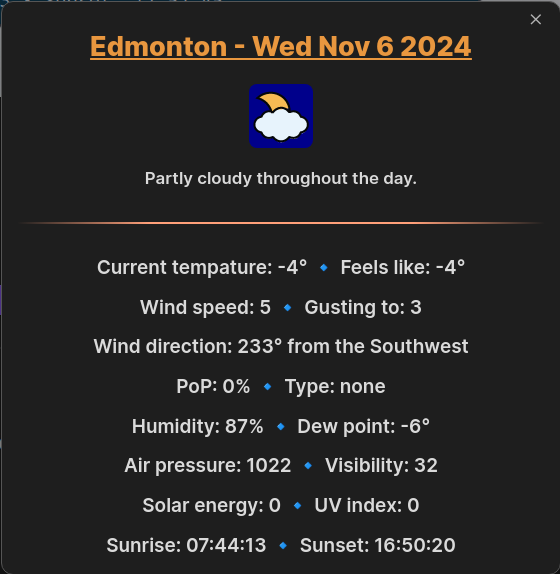 Edmonton - Wed Nov 6 2024
Partly cloudy throughout the day.
Current tempature: -4° 🔹 Feels like: -4°
Wind speed: 5 🔹 Gusting to: 3
Wind direction: 233° from the Southwest
PoP: 0% 🔹 Type: none
Humidity: 87% 🔹 Dew point: -6°
Air pressure: 1022 🔹 Visibility: 32
Solar energy: 0 🔹 UV index: 0
Sunrise: 07:44:13 🔹 Sunset: 16:50:20